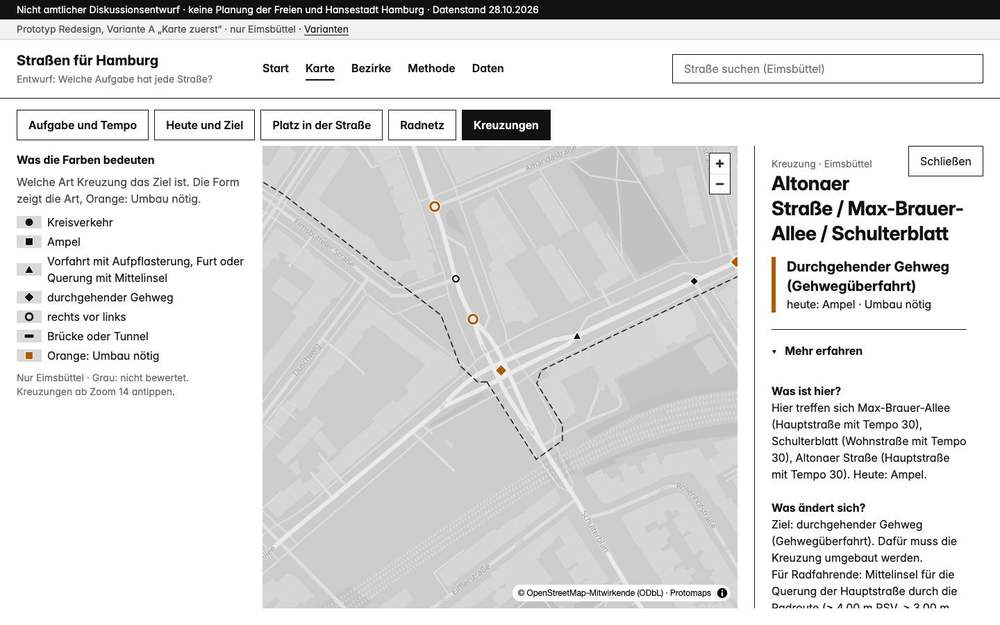 Nicht amtlicher Diskussionsentwurf · keine Planung der Freien und Hansestadt Hamburg · Datenstand 28.10.2026
Prototyp Redesign, Variante A „Karte zuerst“ · nur Eimsbüttel · Varianten
Straßen für Hamburg
Entwurf: Welche Aufgabe hat jede Straße?
Start Karte Bezirke Methode Daten
Straße suchen (Eimsbüttel)
Aufgabe und Tempo Heute und Ziel Platz in der Straße Radnetz Kreuzungen
Was die Farben bedeuten
Welche Art Kreuzung das Ziel ist. Die Form
zeigt die Art, Orange: Umbau nötig.
Kreisverkehr
Ampel
Vorfahrt mit Aufpflasterung, Furt oder
Querung mit Mittelinsel
durchgehender Gehweg
rechts vor links
Brücke oder Tunnel
Orange: Umbau nötig
Nur Eimsbüttel · Grau: nicht bewertet.
Kreuzungen ab Zoom 14 antippen.
+
−
Schulterblatt
© OpenStreetMap-Mitwirkende (ODbL) · Protomaps
Kreuzung · Eimsbüttel
Schließen
Altonaer
Straße / Max-Brauer-
Allee / Schulterblatt
Durchgehender Gehweg
(Gehwegüberfahrt)
heute: Ampel · Umbau nötig
Mehr erfahren
Was ist hier?
Hier treffen sich Max-Brauer-Allee
(Hauptstraße mit Tempo 30),
Schulterblatt (Wohnstraße mit Tempo
30), Altonaer Straße (Hauptstraße
mit Tempo 30). Heute: Ampel.
Was ändert sich?
Ziel: durchgehender Gehweg
(Gehwegüberfahrt). Dafür muss die
Kreuzung umgebaut werden.
Für Radfahrende: Mittelinsel für die
Querung der Hauptstraße durch die
Radroute (≥ 4,00 m RSV, ≥ 3,00 m